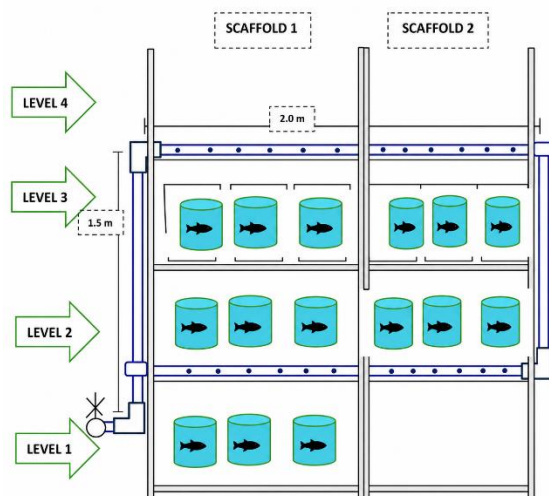 SCAFFOLD 1
SCAFFOLD 2
LEVEL 4
2.0 m
LEVEL 3
1.5 m
LEVEL 2
LEVEL 1